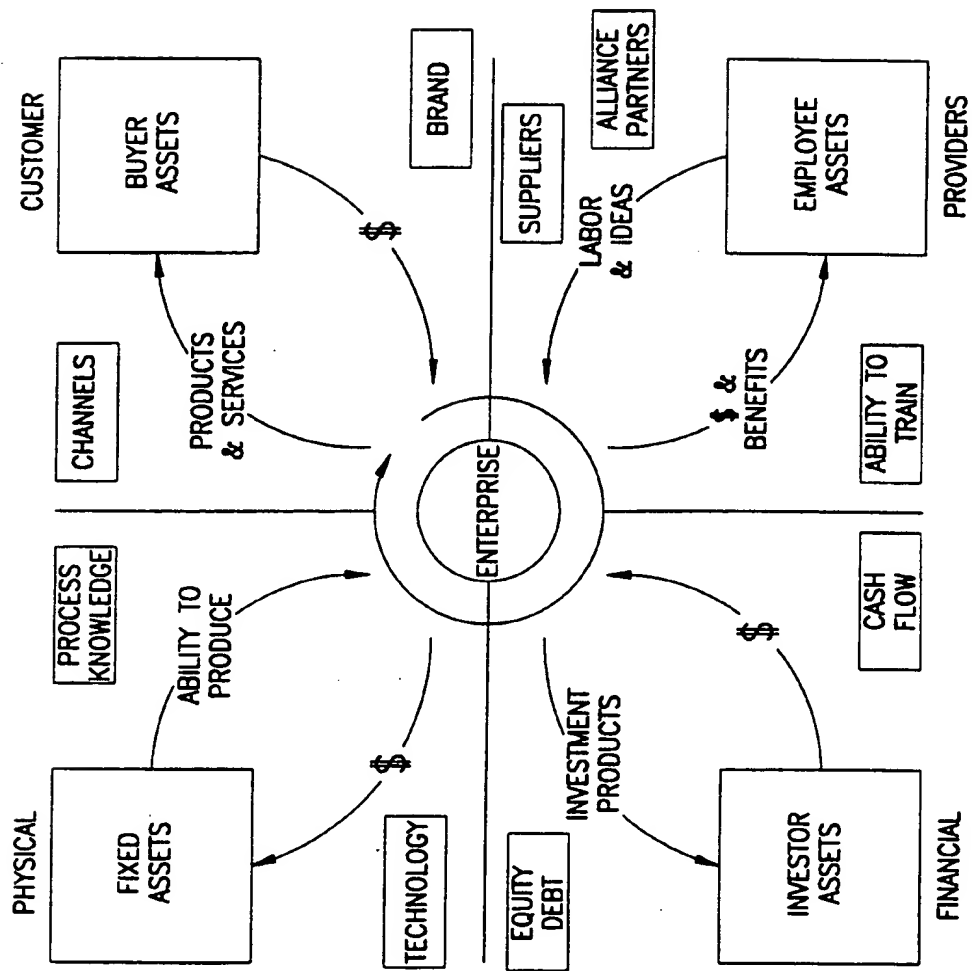 PHYSICAL
FIXED
ASSETS
PROCESS
KNOWLEDGE
ABILITY TO
PRODUCE
$
TECHNOLOGY
CUSTOMER
CHANNELS
BUYER
ASSETS
PRODUCTS
& SERVICES
$
BRAND
ENTERPRISE
EQUITY
DEBT
INVESTMENT
PRODUCTS
$
INVESTOR
ASSETS
CASH
FLOW
FINANCIAL
SUPPLIERS
ALLIANCE
PARTNERS
LABOR
& IDEAS
$ &
BENEFITS
EMPLOYEE
ASSETS
ABILITY TO
TRAIN
PROVIDERS